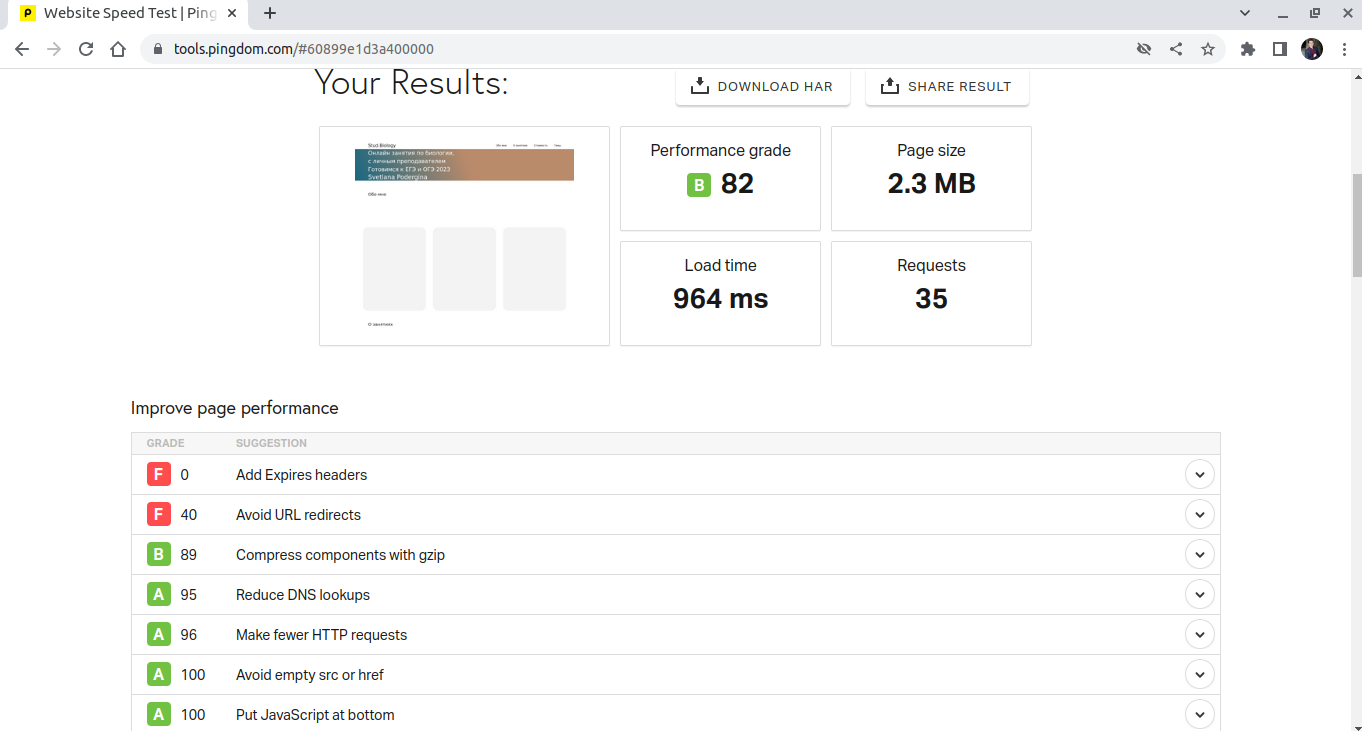 Website Speed Test | Ping
tools.pingdom.com/#60899e1d3a400000
Your Results:
DOWNLOAD HAR
SHARE RESULT
Stud.Biology
Онлайн занятия по биологии,
с личным преподавателем
Готовимся к ЕГЭ и ОГЭ 2023
Svetlana Podergina
Обо мне
О занятиях
Performance grade
B 82
Page size
2.3 MB
Load time
964 ms
Requests
35
Improve page performance
GRADE SUGGESTION
F 0 Add Expires headers
F 40 Avoid URL redirects
B 89 Compress components with gzip
A 95 Reduce DNS lookups
A 96 Make fewer HTTP requests
A 100 Avoid empty src or href
A 100 Put JavaScript at bottom